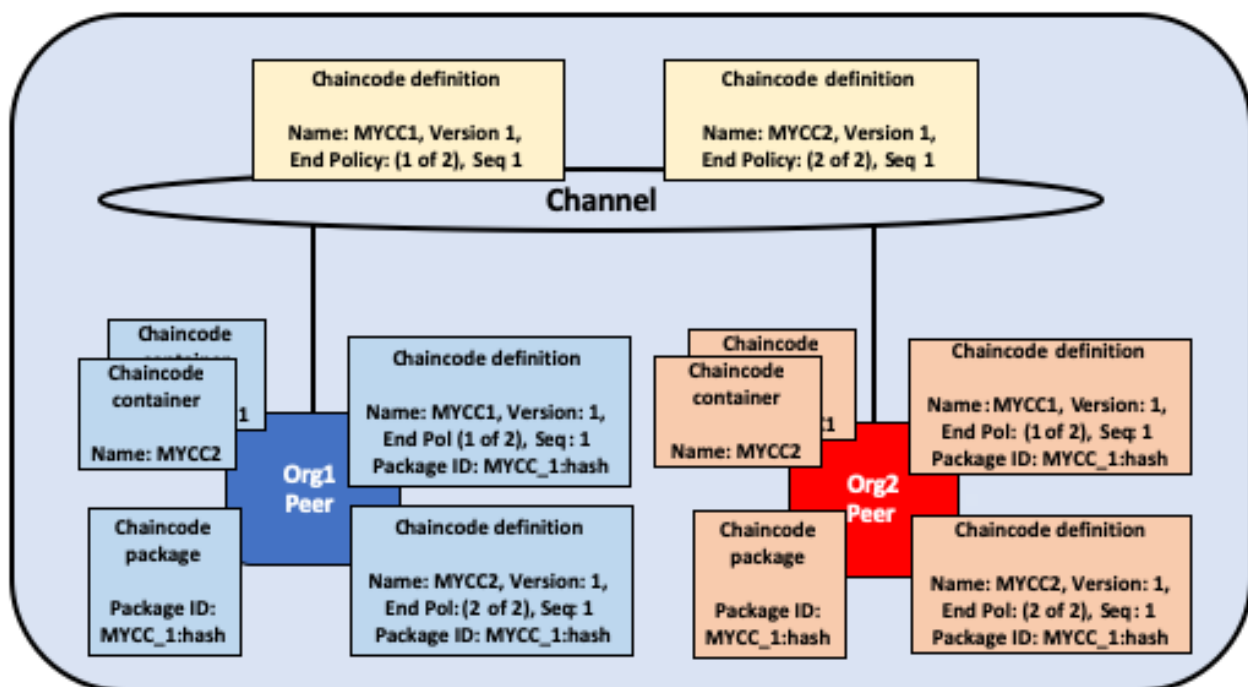 Chaincode definition
Name: MYCC1, Version 1,
End Policy: (1 of 2), Seq 1
Chaincode definition
Name: MYCC2, Version 1,
End Policy: (2 of 2), Seq 1
Channel
Chaincode
container
1
Chaincode
container
Name: MYCC2
Chaincode definition
Name: MYCC1, Version: 1,
End Pol (1 of 2), Seq: 1
Package ID: MYCC_1:hash
Org1
Peer
Chaincode
package
Package ID:
MYCC_1:hash
Chaincode definition
Name: MYCC2, Version: 1,
End Pol: (2 of 2), Seq: 1
Package ID: MYCC_1:hash
Chaincode
Chaincode
container
Name: MYCC2
Chaincode definition
Name: MYCC1, Version: 1,
End Pol: (1 of 2), Seq: 1
Package ID: MYCC_1:hash
Org2
Peer
Chaincode
package
Package ID:
MYCC_1:hash
Chaincode definition
Name: MYCC2, Version: 1,
End Pol: (2 of 2), Seq: 1
Package ID: MYCC_1:hash